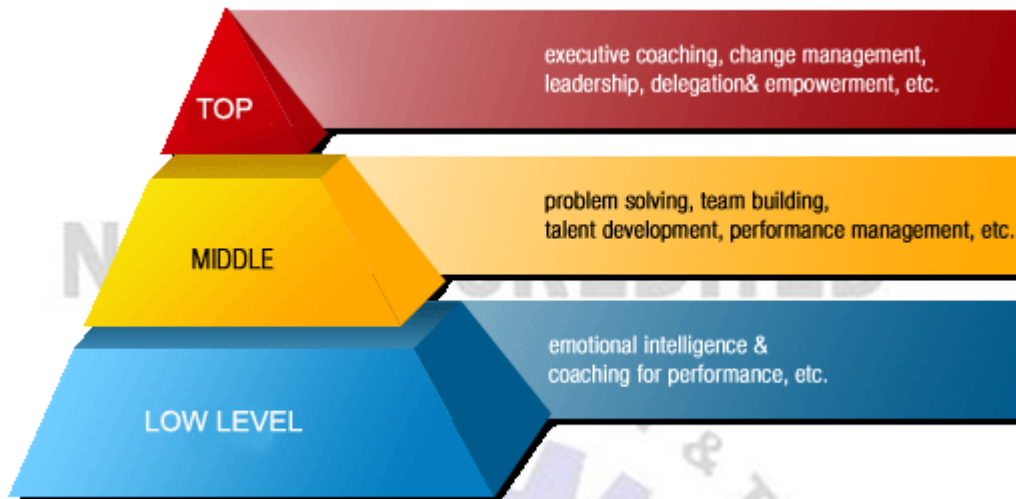 executive coaching, change management,
leadership, delegation& empowerment, etc.
TOP
problem solving, team building,
talent development, performance management, etc.
MIDDLE
emotional intelligence &
coaching for performance, etc.
LOW LEVEL
&